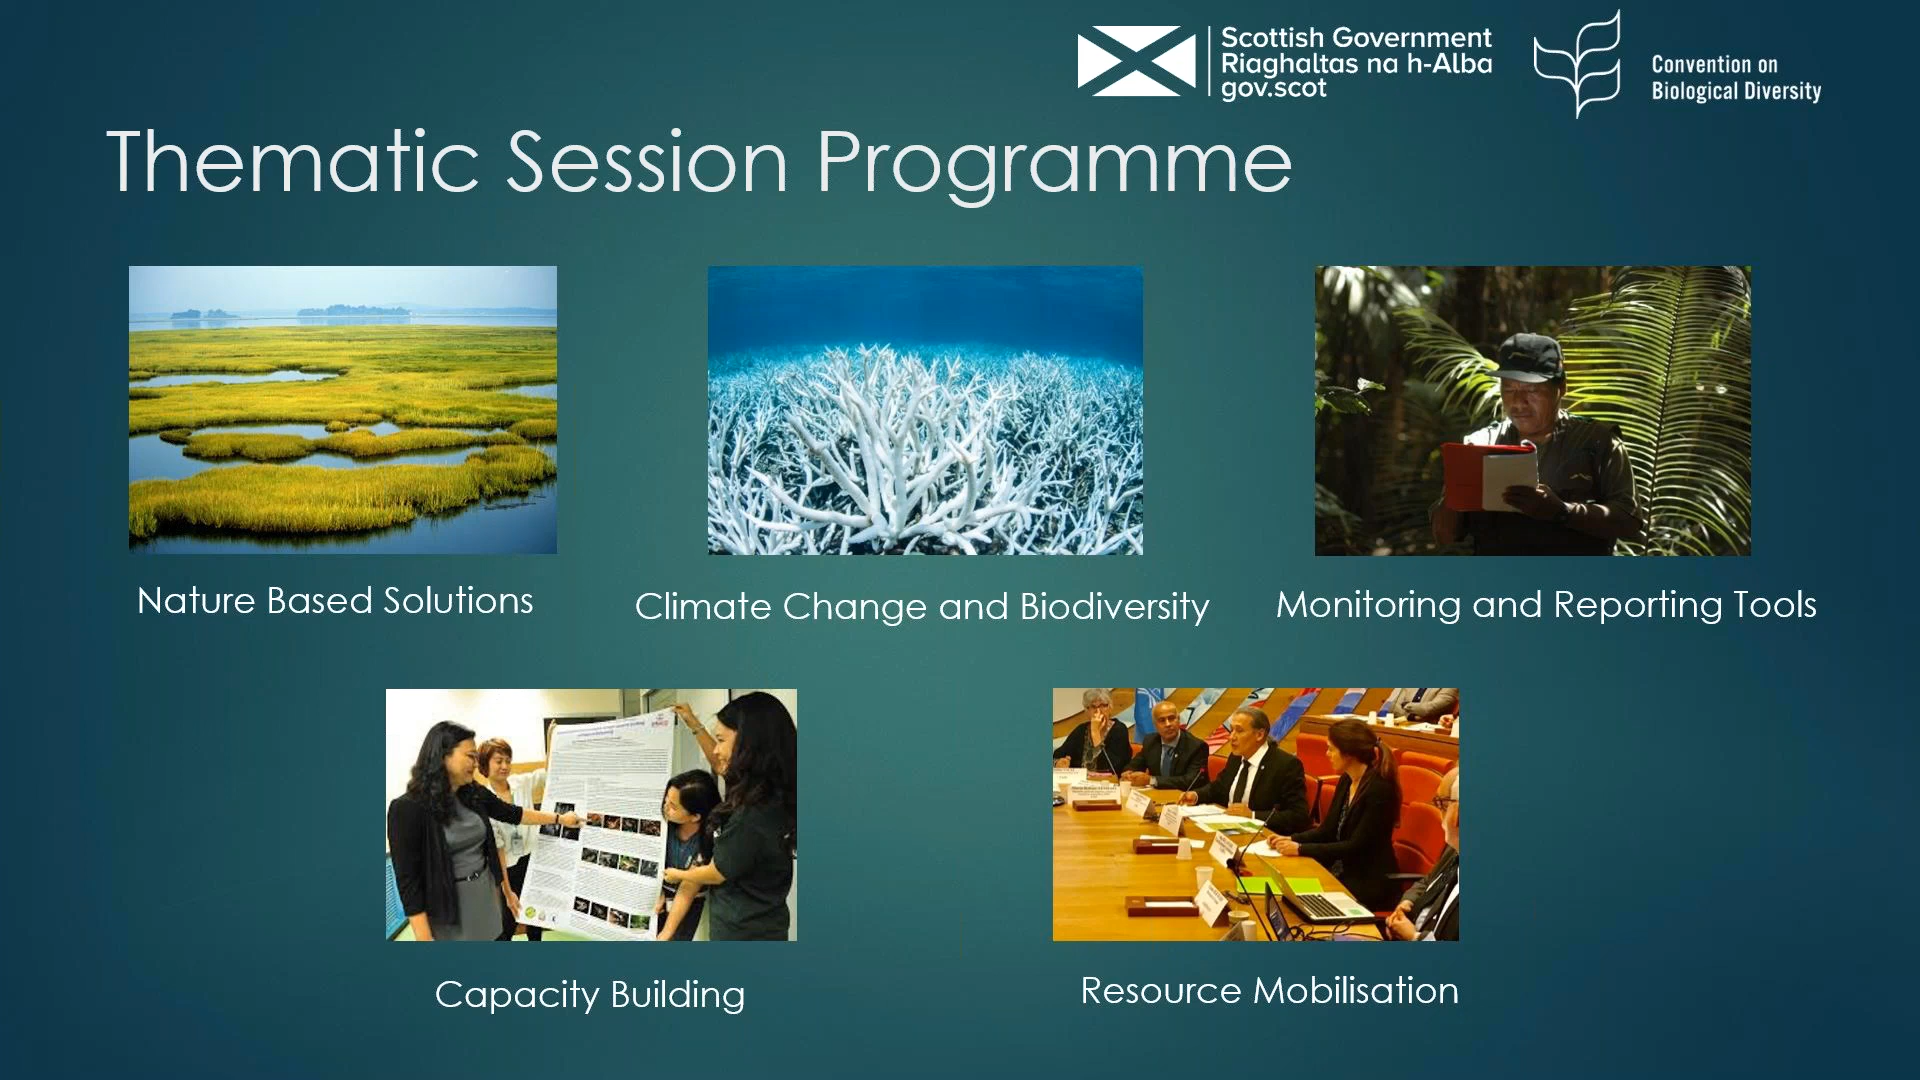 Scottish Government
Riaghaltas na h-Alba
gov.scot
Convention on
Biological Diversity
Thematic Session Programme
Nature Based Solutions
Climate Change and Biodiversity
Monitoring and Reporting Tools
Capacity Building
Resource Mobilisation